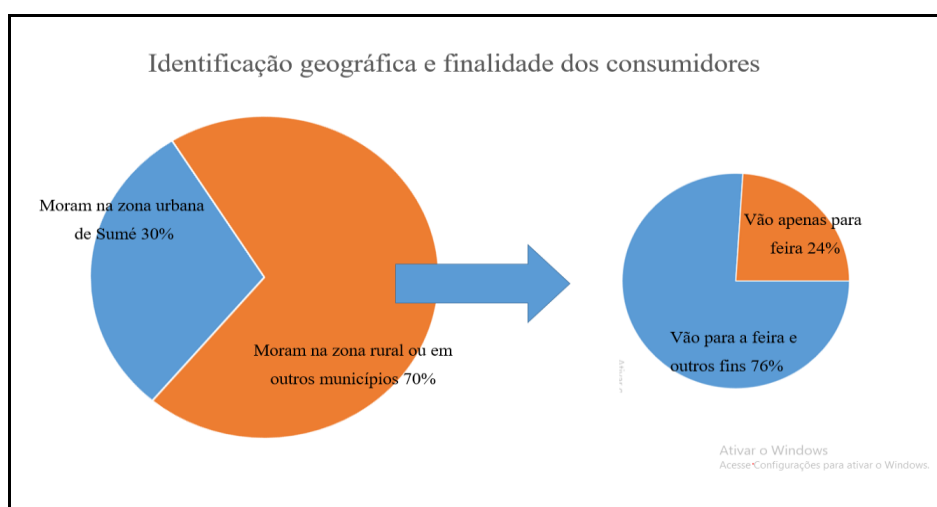 Identificação geográfica e finalidade dos consumidores
Moram na zona urbana
de Sumé 30%
Moram na zona rural ou em
outros municípios 70%
Vão apenas para
feira 24%
Vão para a feira e
outros fins 76%
Ativar o Windows
Acesse Configurações para ativar o Windows.